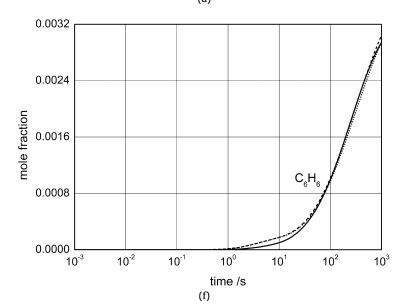 (d)
0.0032
0.0024
0.0016
0.0008
0.0000
mole fraction
C6H6
10-3 10-2 10-1 100 101 102 103
time /s
(f)